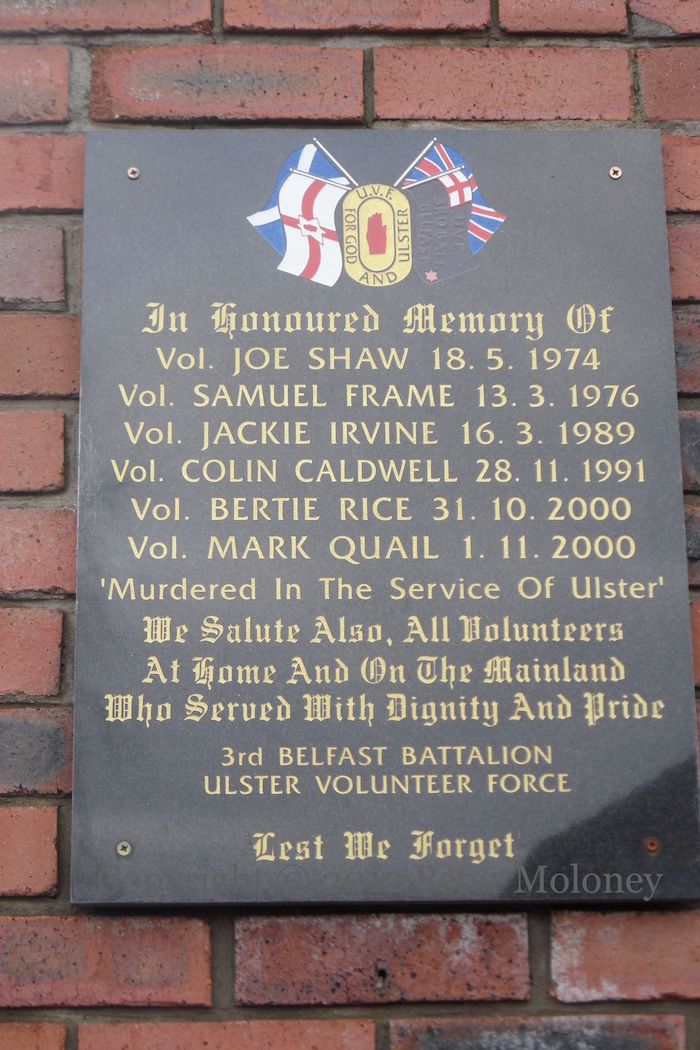 U.V.F.
FOR GOD
AND
ULSTER
In Honoured Memory Of
Vol. JOE SHAW 18. 5. 1974
Vol. SAMUEL FRAME 13. 3. 1976
Vol. JACKIE IRVINE 16. 3. 1989
Vol. COLIN CALDWELL 28. 11. 1991
Vol. BERTIE RICE 31. 10. 2000
Vol. MARK QUAIL 1. 11. 2000
'Murdered In The Service Of Ulster'
We Salute Also, All Volunteers
At Home And On The Mainland
Who Served With Dignity And Pride
3rd BELFAST BATTALION
ULSTER VOLUNTEER FORCE
Lest We Forget
Copyright © Moloney